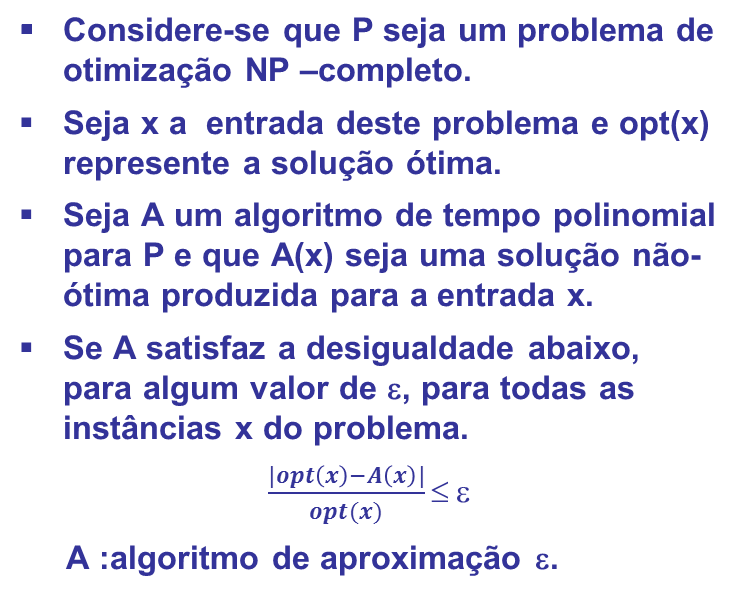 ▪ Considere-se que P seja um problema de
otimização NP –completo.
▪ Seja x a entrada deste problema e opt(x)
represente a solução ótima.
▪ Seja A um algoritmo de tempo polinomial
para P e que A(x) seja uma solução não-
ótima produzida para a entrada x.
▪ Se A satisfaz a desigualdade abaixo,
para algum valor de ε, para todas as
instâncias x do problema.
|opt(x)−A(x)|
opt(x)
≤ ε
A :algoritmo de aproximação ε.